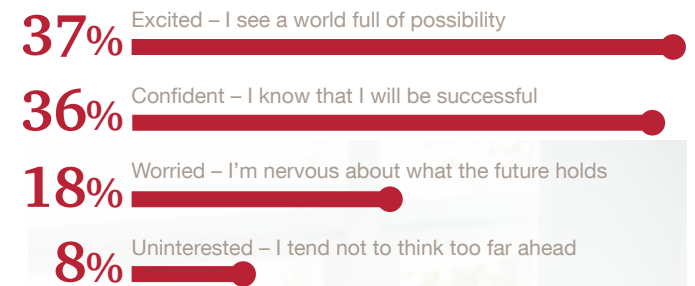 37% Excited – I see a world full of possibility
36% Confident – I know that I will be successful
18% Worried – I’m nervous about what the future holds
8% Uninterested – I tend not to think too far ahead